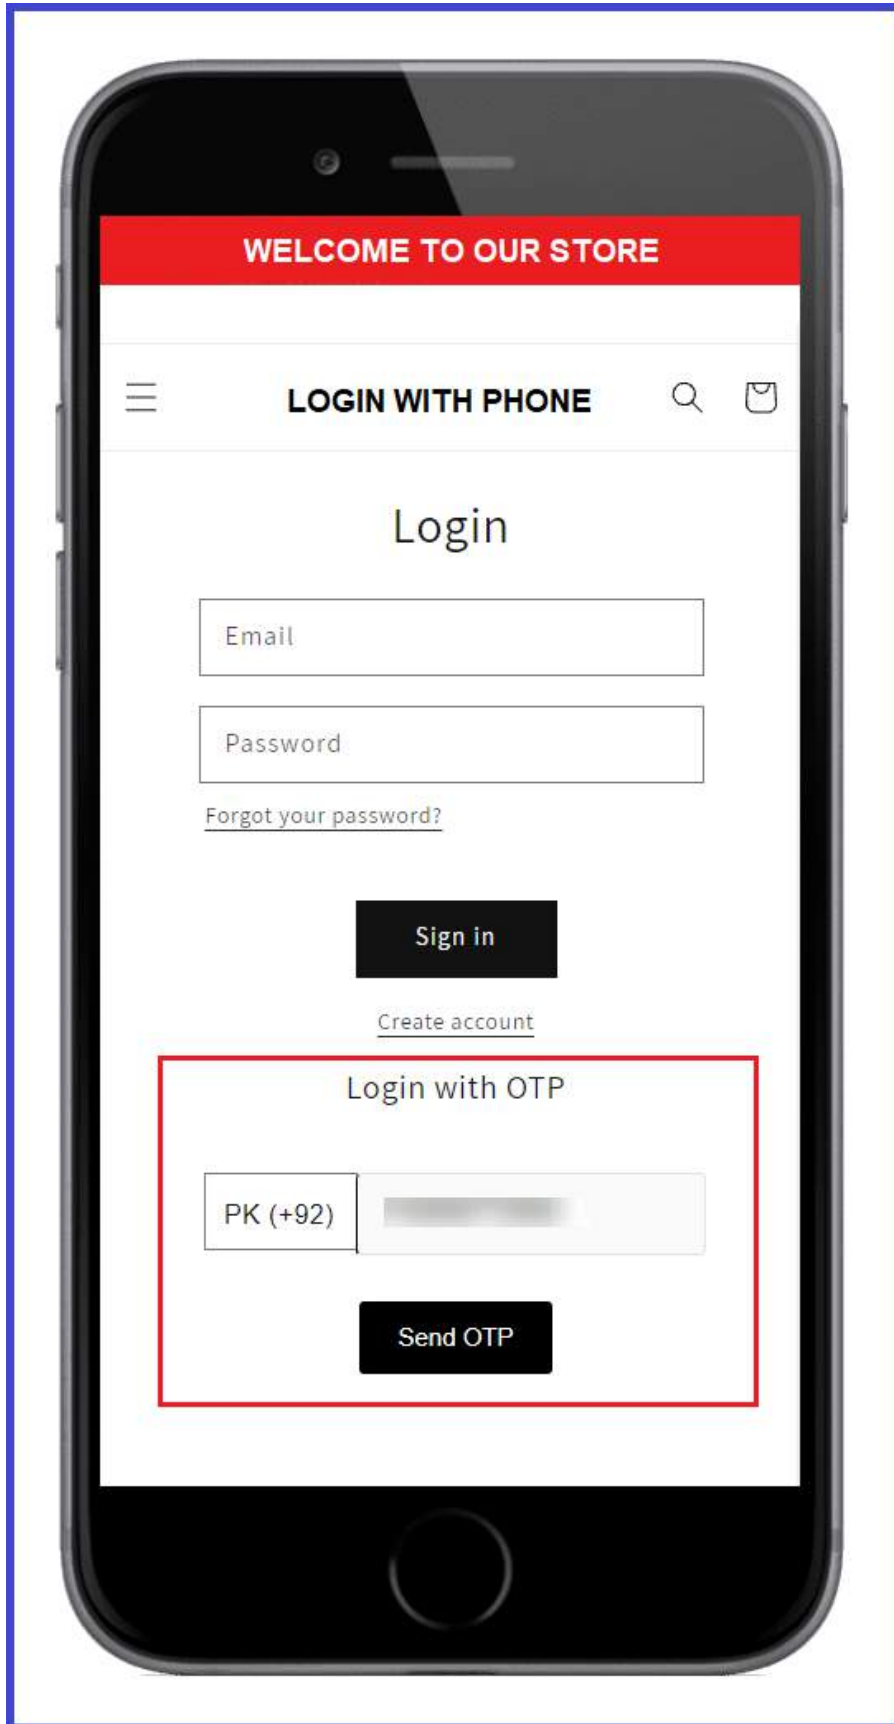 WELCOME TO OUR STORE
LOGIN WITH PHONE
Login
Email
Password
Forgot your password?
Sign in
Create account
Login with OTP
PK (+92)
Send OTP